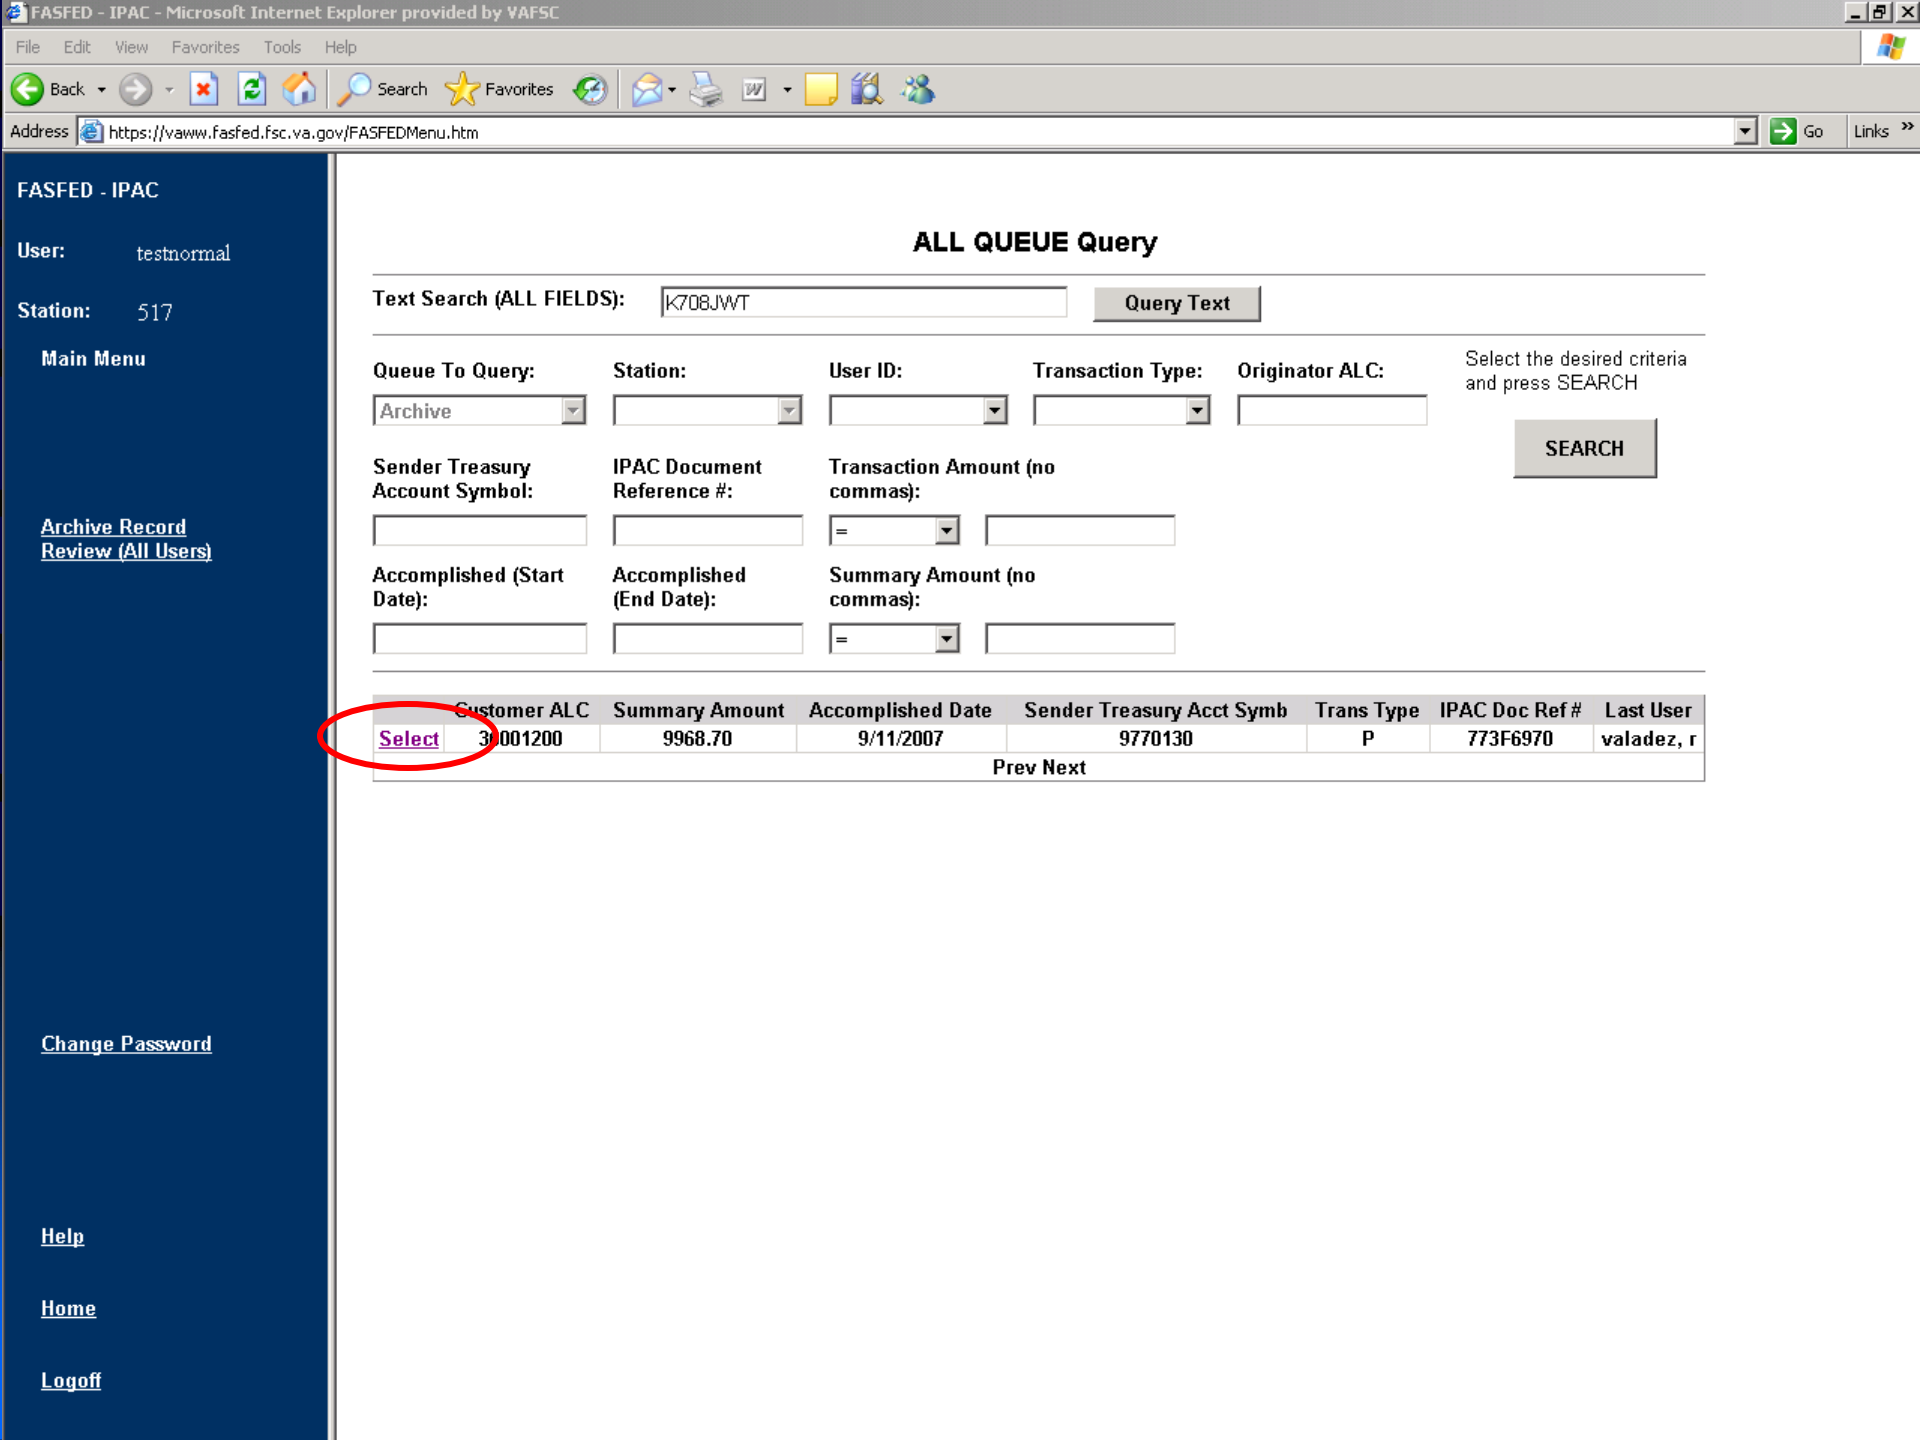 FASFED - IPAC - Microsoft Internet Explorer provided by VAFSC
File Edit View Favorites Tools Help
Back Search Favorites
Address https://vaww.fasfed.fsc.va.gov/FASFEDMenu.htm Go Links »
FASFED - IPAC
User: testnormal
Station: 517
Main Menu
Archive Record
Review (All Users)
Change Password
Help
Home
Logoff
ALL QUEUE Query
Text Search (ALL FIELDS): K708JWT Query Text
Queue To Query: Station: User ID: Transaction Type: Originator ALC:
Select the desired criteria
and press SEARCH
Archive
SEARCH
Sender Treasury
Account Symbol:
IPAC Document
Reference #:
Transaction Amount (no
commas):
=
Accomplished (Start
Date):
Accomplished
(End Date):
Summary Amount (no
commas):
=
Customer ALC Summary Amount Accomplished Date Sender Treasury Acct Symb Trans Type IPAC Doc Ref # Last User
Select 36001200 9968.70 9/11/2007 9770130 P 773F6970 valadez, r
Prev Next